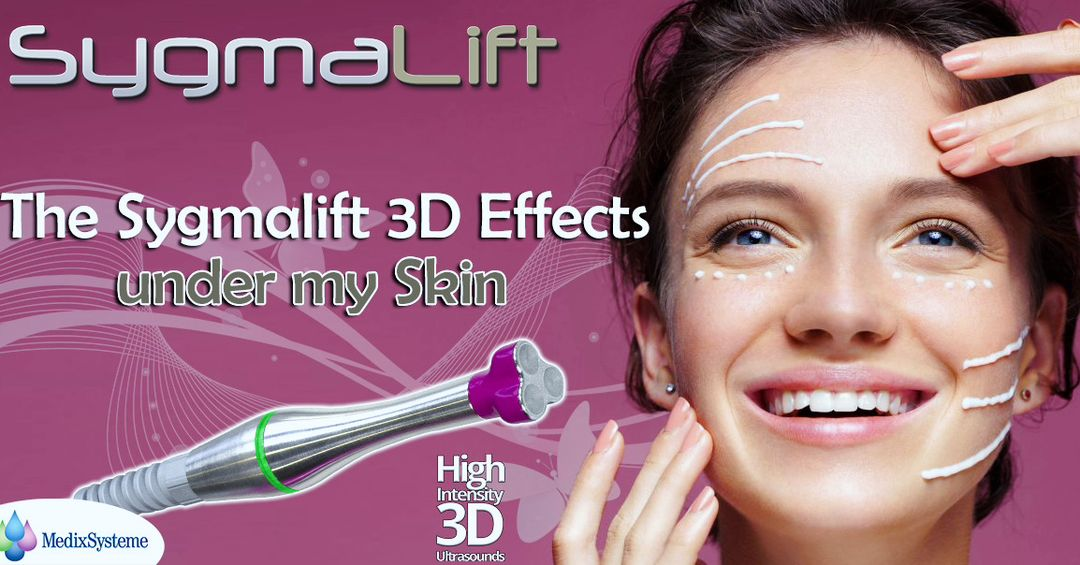 SygmaLift
The Sygmalift 3D Effects
under my Skin
High
Intensity
3D
Ultrasounds
MedixSysteme